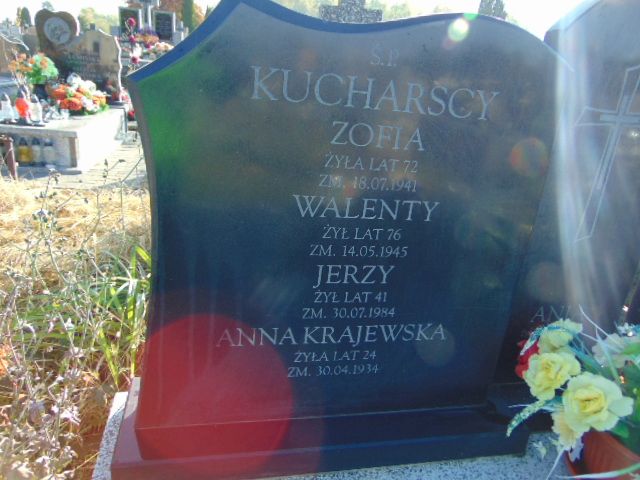 Ś.P.
KUCHARSCY
ZOFIA
ŻYŁA LAT 72
ZM. 18.07.1941
WALENTY
ŻYŁ LAT 76
ZM. 14.05.1945
JERZY
ŻYŁ LAT 41
ZM. 30.07.1984
ANNA KRAJEWSKA
ŻYŁA LAT 24
ZM. 30.04.1934